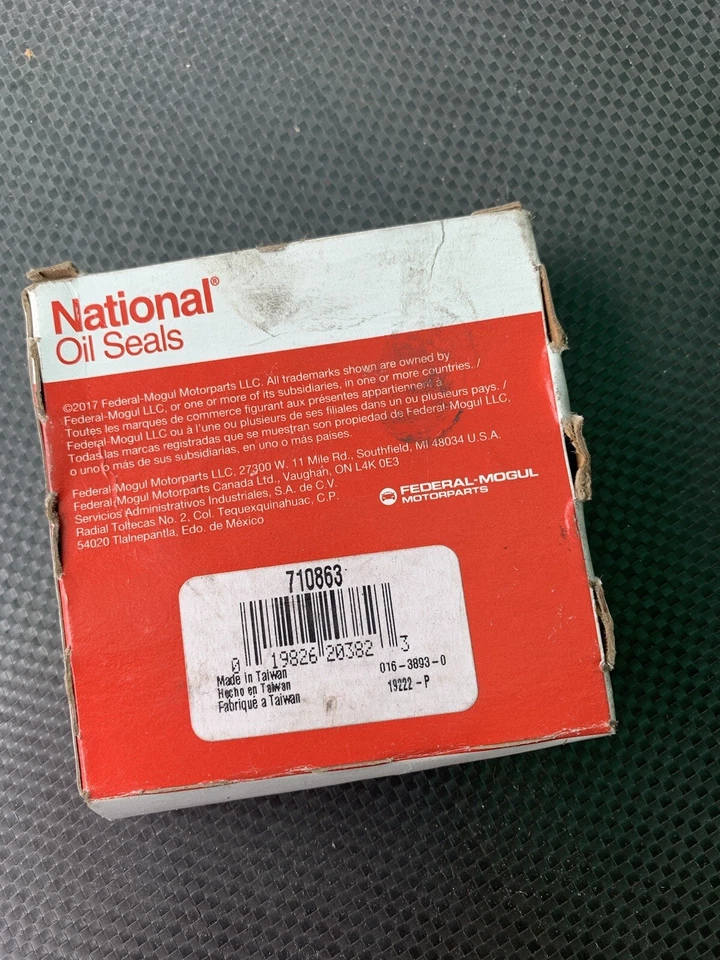 National®
Oil Seals
©2017 Federal-Mogul Motorparts LLC. All trademarks shown are owned by
Federal-Mogul LLC, or one or more of its subsidiaries, in one or more countries. /
Toutes les marques de commerce figurant aux présentes appartiennent à
Federal-Mogul LLC ou à l'une ou plusieurs de ses filiales dans un ou plusieurs pays. /
Todas las marcas registradas que se muestran son propiedad de Federal-Mogul LLC,
o uno o más de sus subsidiarias, en uno o más países.
Federal-Mogul Motorparts LLC. 27300 W. 11 Mile Rd., Southfield, MI 48034 U.S.A.
Federal-Mogul Motorparts Canada Ltd., Vaughan, ON L4K 0E3
Servicios Administrativos Industriales, S.A. de C.V.
Radial Toltecas No. 2, Col. Tequexquinahuac, C.P.
54020 Tlalnepantla, Edo. de México
FEDERAL-MOGUL
MOTORPARTS
710863
0 19826 20382 3
Made in Taiwan
Hecho en Taiwan
Fabriqué a Taiwan
016-3893-0
19222-P